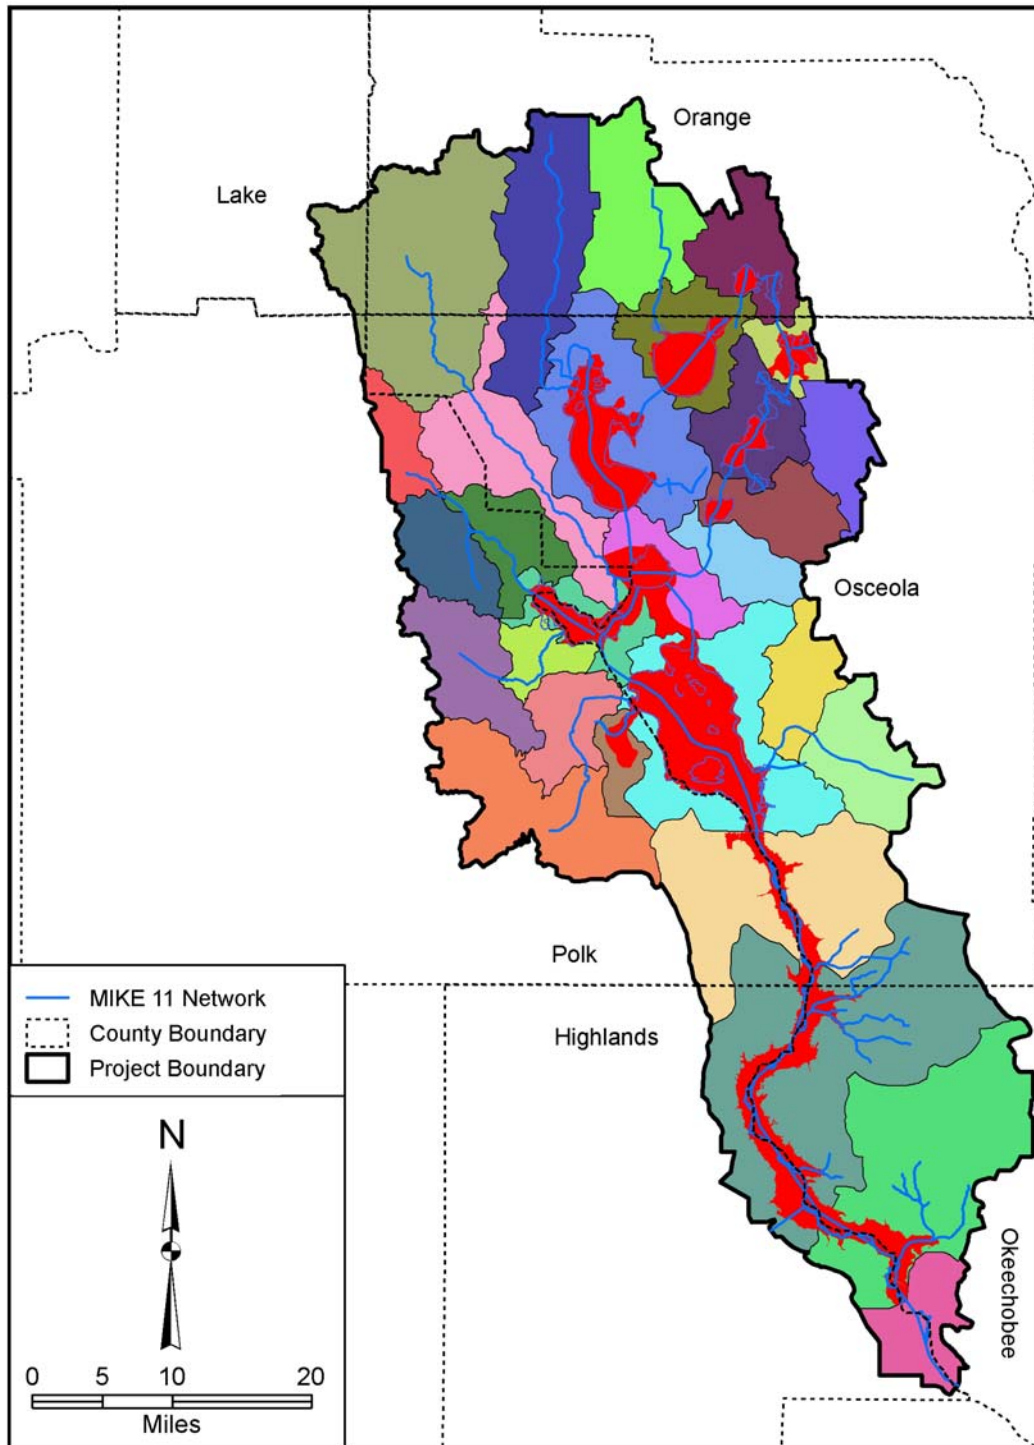 Orange
Lake
Osceola
Polk
Highlands
Okeechobee
MIKE 11 Network
County Boundary
Project Boundary
N
0 5 10 20
Miles